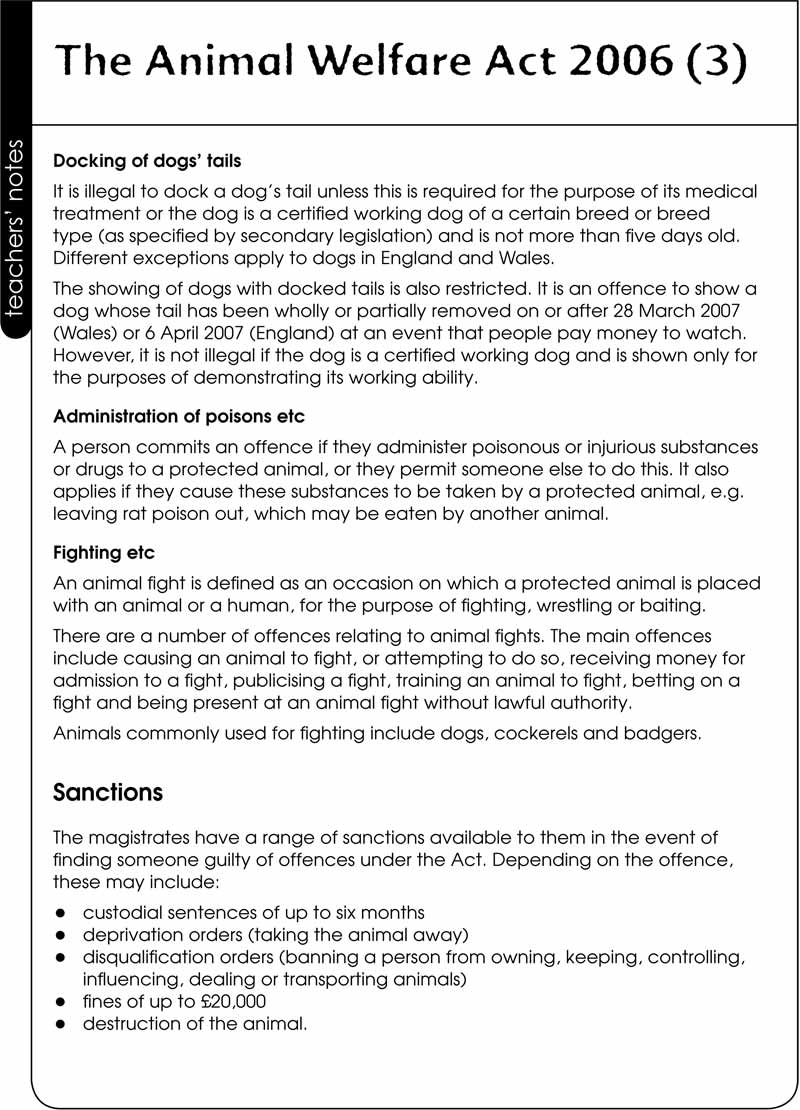 The Animal Welfare Act 2006 (3)
teachers’ notes
Docking of dogs’ tails
It is illegal to dock a dog’s tail unless this is required for the purpose of its medical
treatment or the dog is a certified working dog of a certain breed or breed
type (as specified by secondary legislation) and is not more than five days old.
Different exceptions apply to dogs in England and Wales.
The showing of dogs with docked tails is also restricted. It is an offence to show a
dog whose tail has been wholly or partially removed on or after 28 March 2007
(Wales) or 6 April 2007 (England) at an event that people pay money to watch.
However, it is not illegal if the dog is a certified working dog and is shown only for
the purposes of demonstrating its working ability.
Administration of poisons etc
A person commits an offence if they administer poisonous or injurious substances
or drugs to a protected animal, or they permit someone else to do this. It also
applies if they cause these substances to be taken by a protected animal, e.g.
leaving rat poison out, which may be eaten by another animal.
Fighting etc
An animal fight is defined as an occasion on which a protected animal is placed
with an animal or a human, for the purpose of fighting, wrestling or baiting.
There are a number of offences relating to animal fights. The main offences
include causing an animal to fight, or attempting to do so, receiving money for
admission to a fight, publicising a fight, training an animal to fight, betting on a
fight and being present at an animal fight without lawful authority.
Animals commonly used for fighting include dogs, cockerels and badgers.
Sanctions
The magistrates have a range of sanctions available to them in the event of
finding someone guilty of offences under the Act. Depending on the offence,
these may include:
● custodial sentences of up to six months
● deprivation orders (taking the animal away)
● disqualification orders (banning a person from owning, keeping, controlling,
influencing, dealing or transporting animals)
● fines of up to £20,000
● destruction of the animal.